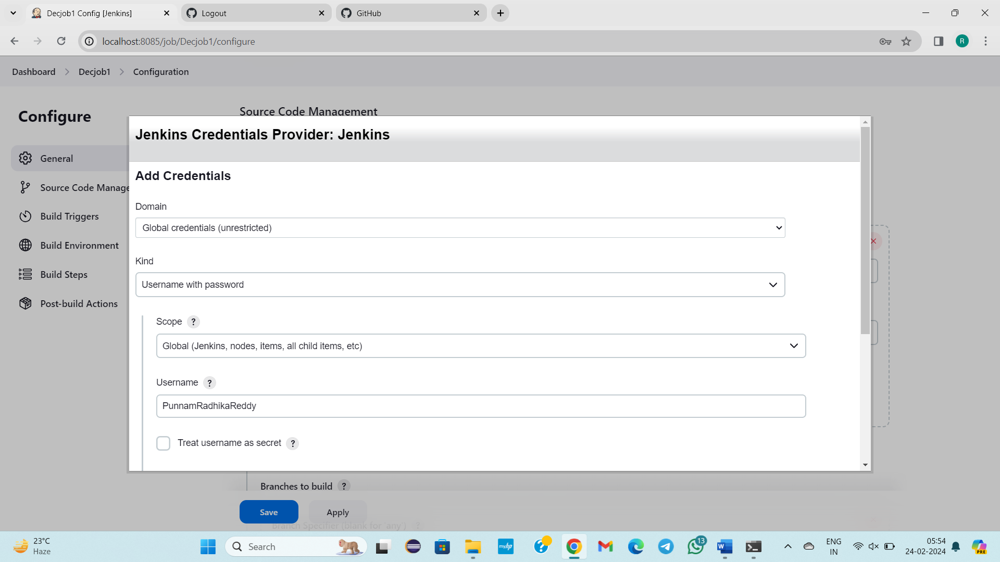 Decjob1 Config [Jenkins]
Logout
GitHub
localhost:8085/job/Decjob1/configure
R
Dashboard
Decjob1
Configuration
Configure
Source Code Management
Jenkins Credentials Provider: Jenkins
General
Add Credentials
Source Code Manage
Domain
Build Triggers
Global credentials (unrestricted)
Build Environment
Kind
Build Steps
Username with password
Post-build Actions
Scope ?
Global (Jenkins, nodes, items, all child items, etc)
Username ?
PunnamRadhikaReddy
Treat username as secret ?
Branches to build ?
Save
Apply
Branch Specifier (blank for 'any') ?
23°C
Haze
Search
myhp
13
W
ENG
IN
05:54
24-02-2024
PRE